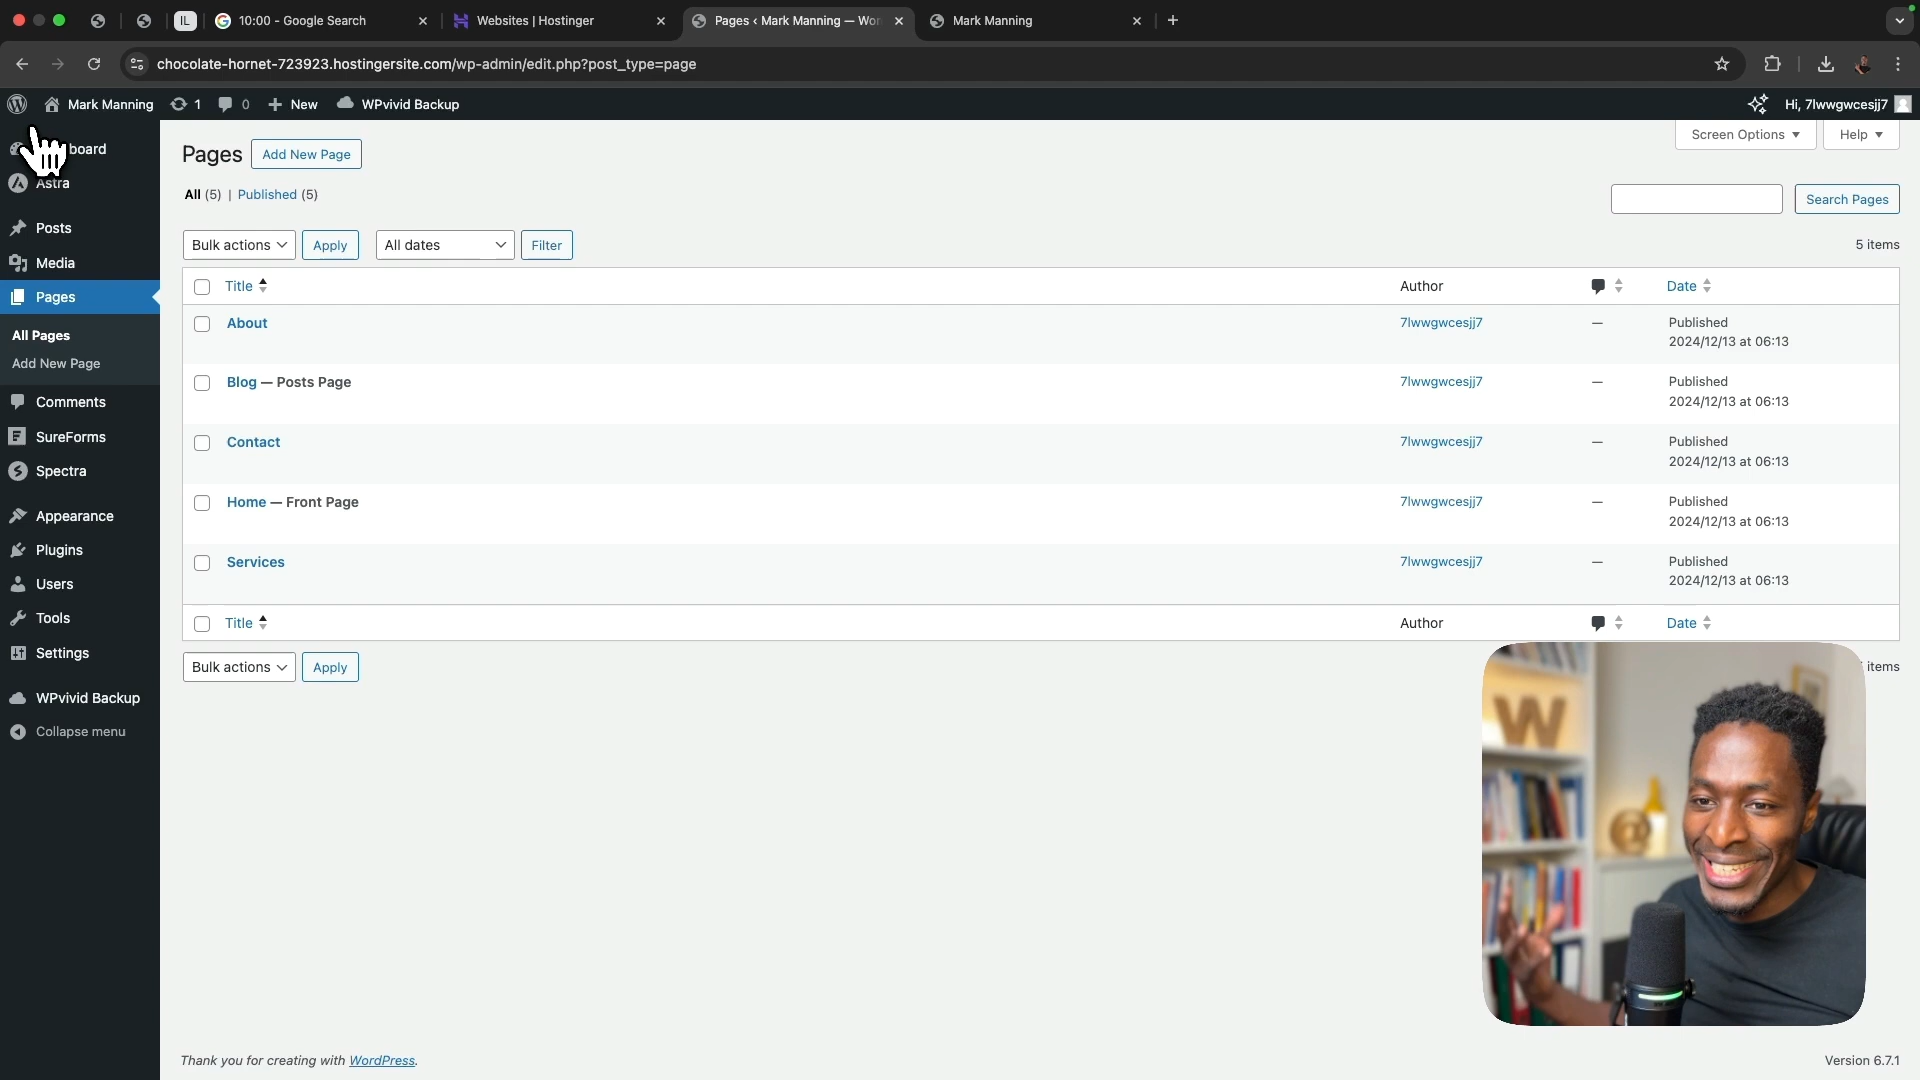 IL
10:00 - Google Search
Websites | Hostinger
Pages ‹ Mark Manning — Wor
Mark Manning
chocolate-hornet-723923.hostingersite.com/wp-admin/edit.php?post_type=page
Mark Manning
1
0
New
WPvivid Backup
Hi, 7lwwgwcesjj7
board
Astra
Posts
Media
Pages
All Pages
Add New Page
Comments
SureForms
Spectra
Appearance
Plugins
Users
Tools
Settings
WPvivid Backup
Collapse menu
Pages
Add New Page
Screen Options
Help
All (5) | Published (5)
Search Pages
Bulk actions
Apply
All dates
Filter
5 items
Title
Author
Date
About
7lwwgwcesjj7
—
Published
2024/12/13 at 06:13
Blog — Posts Page
7lwwgwcesjj7
—
Published
2024/12/13 at 06:13
Contact
7lwwgwcesjj7
—
Published
2024/12/13 at 06:13
Home — Front Page
7lwwgwcesjj7
—
Published
2024/12/13 at 06:13
Services
7lwwgwcesjj7
—
Published
2024/12/13 at 06:13
Title
Author
Date
Bulk actions
Apply
items
W
@
Thank you for creating with WordPress.
Version 6.7.1